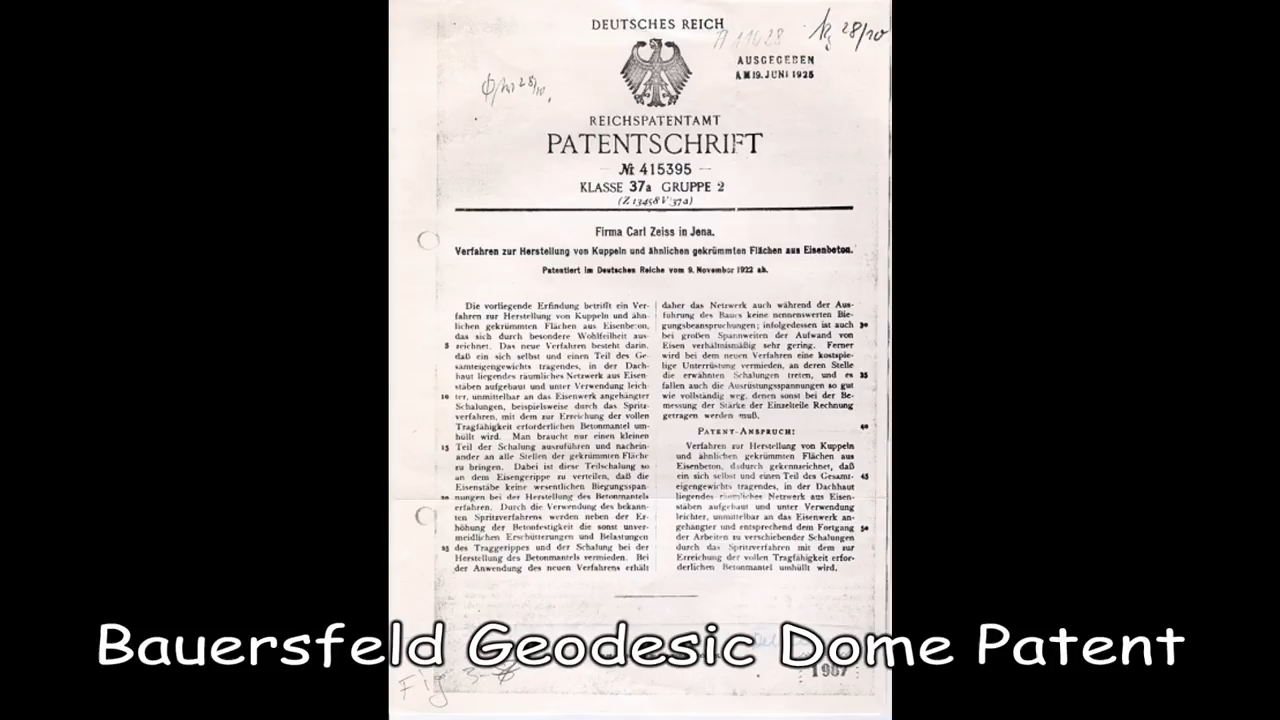 DEUTSCHES REICH
AUSGEGEBEN
AM 19. JUNI 1925
REICHSPATENTAMT
PATENTSCHRIFT
— № 415395 —
KLASSE 37a GRUPPE 2
(Z 13458 V/37a)
Firma Carl Zeiss in Jena.
Verfahren zur Herstellung von Kuppeln und ähnlichen gekrümmten Flächen aus Eisenbeton.
Patentiert im Deutschen Reiche vom 9. November 1922 ab.
Die vorliegende Erfindung betrifft ein Ver-
fahren zur Herstellung von Kuppeln und ähn-
lichen gekrümmten Flächen aus Eisenbeton,
das sich durch besondere Wohlfeilheit aus-
5 zeichnet. Das neue Verfahren besteht darin,
daß ein sich selbst und einen Teil des Ge-
samteigengewichts tragendes, in der Dach-
haut liegendes räumliches Netzwerk aus Eisen-
stäben aufgebaut und unter Verwendung leich-
10 ter, unmittelbar an das Eisenwerk angehängter
Schalungen, beispielsweise durch das Spritz-
verfahren, mit dem zur Erreichung der vollen
Tragfähigkeit erforderlichen Betonmantel um-
hüllt wird. Man braucht nur einen kleinen
15 Teil der Schalung auszuführen und nachein-
ander an alle Stellen der gekrümmten Fläche
zu bringen. Dabei ist diese Teilschalung so
an dem Eisengerippe zu verteilen, daß die
Eisenstäbe keine wesentlichen Biegungsspan-
20 nungen bei der Herstellung des Betonmantels
erfahren. Durch die Verwendung des bekann-
ten Spritzverfahrens werden neben der Er-
höhung der Betonfestigkeit die sonst unver-
meidlichen Erschütterungen und Belastungen
25 des Traggerippes und der Schalung bei der
Herstellung des Betonmantels vermieden. Bei
der Anwendung des neuen Verfahrens erhält
daher das Netzwerk auch während der Aus-
führung des Baues keine nennenswerten Bie-
gungsbeanspruchungen; infolgedessen ist auch 30
bei großen Spannweiten der Aufwand von
Eisen verhältnismäßig sehr gering. Ferner
wird bei dem neuen Verfahren eine kostspie-
lige Unterrüstung vermieden, an deren Stelle
die erwähnten Schalungen treten, und es 35
fallen auch die Ausrüstungsspannungen so gut
wie vollständig weg, denen sonst bei der Be-
messung der Stärke der Einzelteile Rechnung
getragen werden muß.
40
PATENT-ANSPRUCH:
Verfahren zur Herstellung von Kuppeln
und ähnlichen gekrümmten Flächen aus
Eisenbeton, dadurch gekennzeichnet, daß
ein sich selbst und einen Teil des Gesamt- 45
eigengewichts tragendes, in der Dachhaut
liegendes räumliches Netzwerk aus Eisen-
stäben aufgebaut und unter Verwendung
leichter, unmittelbar an das Eisenwerk an-
gehängter und entsprechend dem Fortgang 50
der Arbeiten zu verschiebender Schalungen
durch das Spritzverfahren mit dem zur
Erreichung der vollen Tragfähigkeit erfor-
derlichen Betonmantel umhüllt wird.
Bauersfeld Geodesic Dome Patent
Fig 3
1987